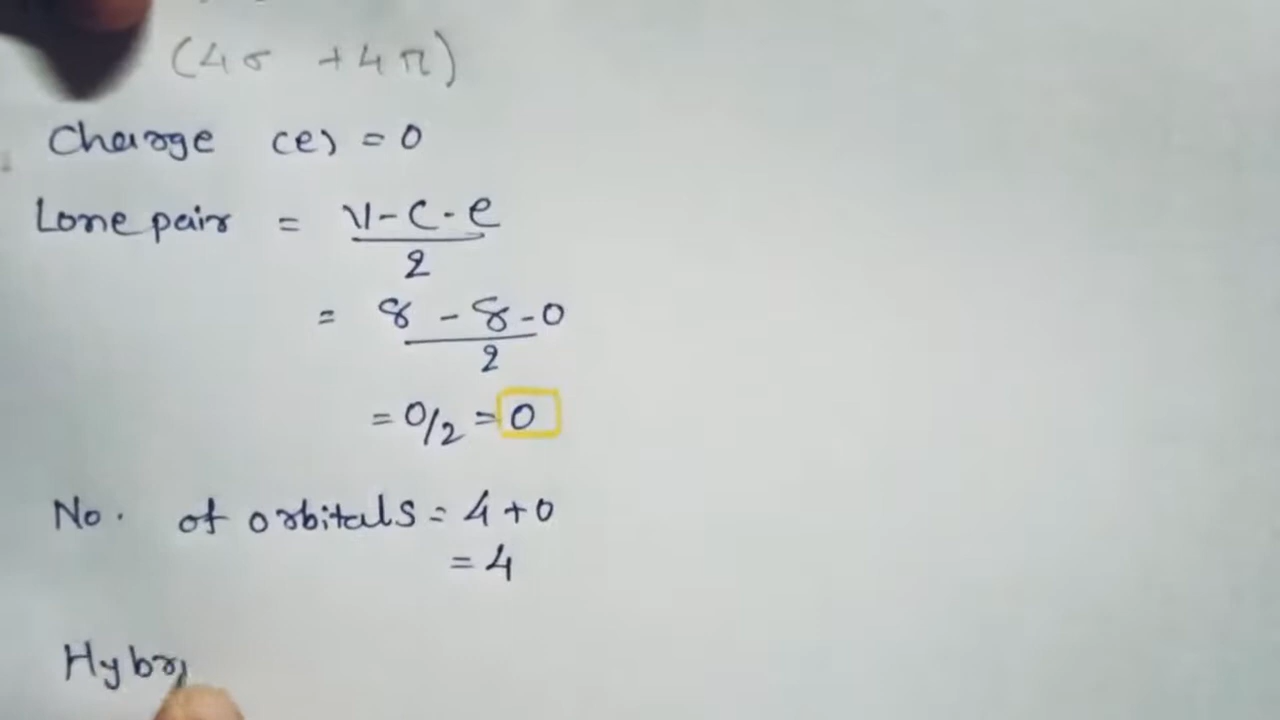 (4σ + 4π)
Charge (e) = 0
Lone pair = V-C-e
2
= 8 - 8 - 0
2
= 0/2 = 0
No. of orbitals = 4 + 0
= 4
Hybr